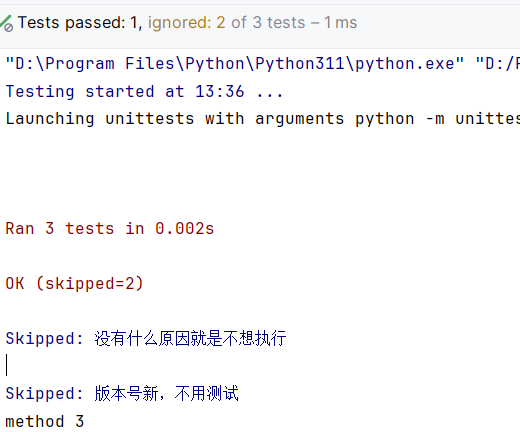 Tests passed: 1, ignored: 2 of 3 tests – 1 ms
"D:\Program Files\Python\Python311\python.exe" "D:/
Testing started at 13:36 ...
Launching unittests with arguments python -m unittes
Ran 3 tests in 0.002s
OK (skipped=2)
Skipped: 没有什么原因就是不想执行
Skipped: 版本号新，不用测试
method 3